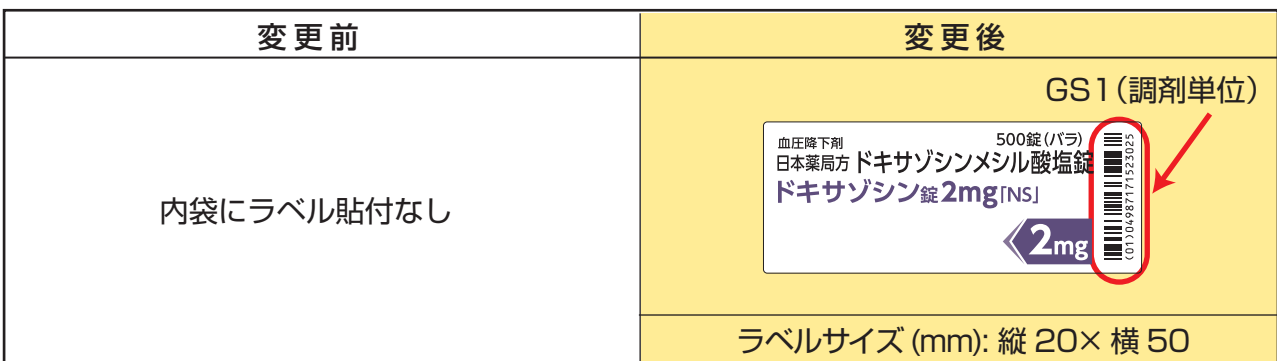 変更前
変更後
内袋にラベル貼付なし
GS1(調剤単位)
血圧降下剤
500錠(バラ)
日本薬局方 ドキサゾシンメシル酸塩錠
ドキサゾシン錠2mg「NS」
2mg
(01)04987171523025
ラベルサイズ (mm): 縦 20× 横 50